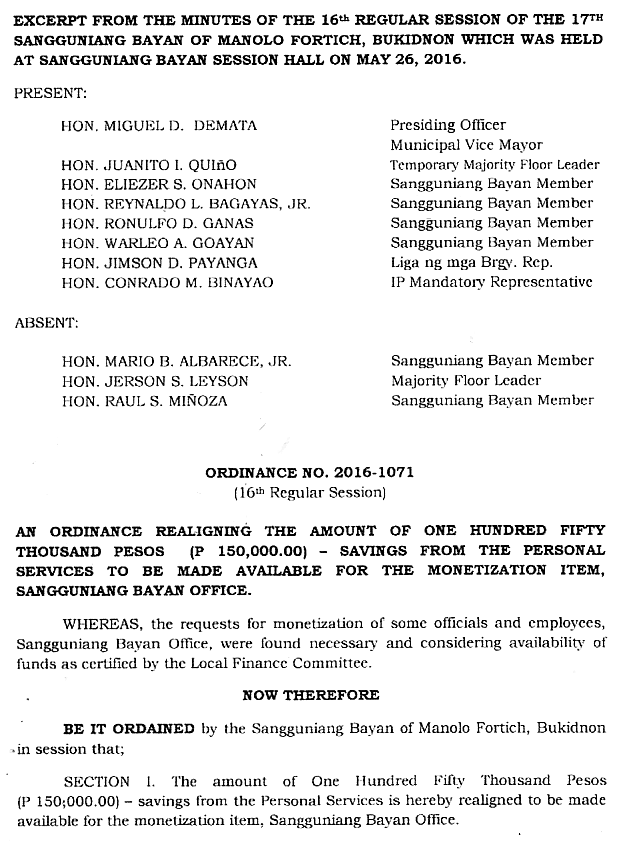 EXCERPT FROM THE MINUTES OF THE 16th REGULAR SESSION OF THE 17TH
SANGGUNIANG BAYAN OF MANOLO FORTICH, BUKIDNON WHICH WAS HELD
AT SANGGUNIANG BAYAN SESSION HALL ON MAY 26, 2016.
PRESENT:
HON. MIGUEL D. DEMATA Presiding Officer
Municipal Vice Mayor
HON. JUANITO I. QUIñO Temporary Majority Floor Leader
HON. ELIEZER S. ONAHON Sangguniang Bayan Member
HON. REYNALDO L. BAGAYAS, JR. Sangguniang Bayan Member
HON. RONULFO D. GANAS Sangguniang Bayan Member
HON. WARLEO A. GOAYAN Sangguniang Bayan Member
HON. JIMSON D. PAYANGA Liga ng mga Brgy. Rep.
HON. CONRADO M. BINAYAO IP Mandatory Representative
ABSENT:
HON. MARIO B. ALBARECE, JR. Sangguniang Bayan Member
HON. JERSON S. LEYSON Majority Floor Leader
HON. RAUL S. MIÑOZA Sangguniang Bayan Member
ORDINANCE NO. 2016-1071
(16th Regular Session)
AN ORDINANCE REALIGNING THE AMOUNT OF ONE HUNDRED FIFTY
THOUSAND PESOS (P 150,000.00) – SAVINGS FROM THE PERSONAL
SERVICES TO BE MADE AVAILABLE FOR THE MONETIZATION ITEM,
SANGGUNIANG BAYAN OFFICE.
WHEREAS, the requests for monetization of some officials and employees,
Sangguniang Bayan Office, were found necessary and considering availability of
funds as certified by the Local Finance Committee.
NOW THEREFORE
BE IT ORDAINED by the Sangguniang Bayan of Manolo Fortich, Bukidnon
in session that;
SECTION 1. The amount of One Hundred Fifty Thousand Pesos
(P 150;000.00) – savings from the Personal Services is hereby realigned to be made
available for the monetization item, Sangguniang Bayan Office.